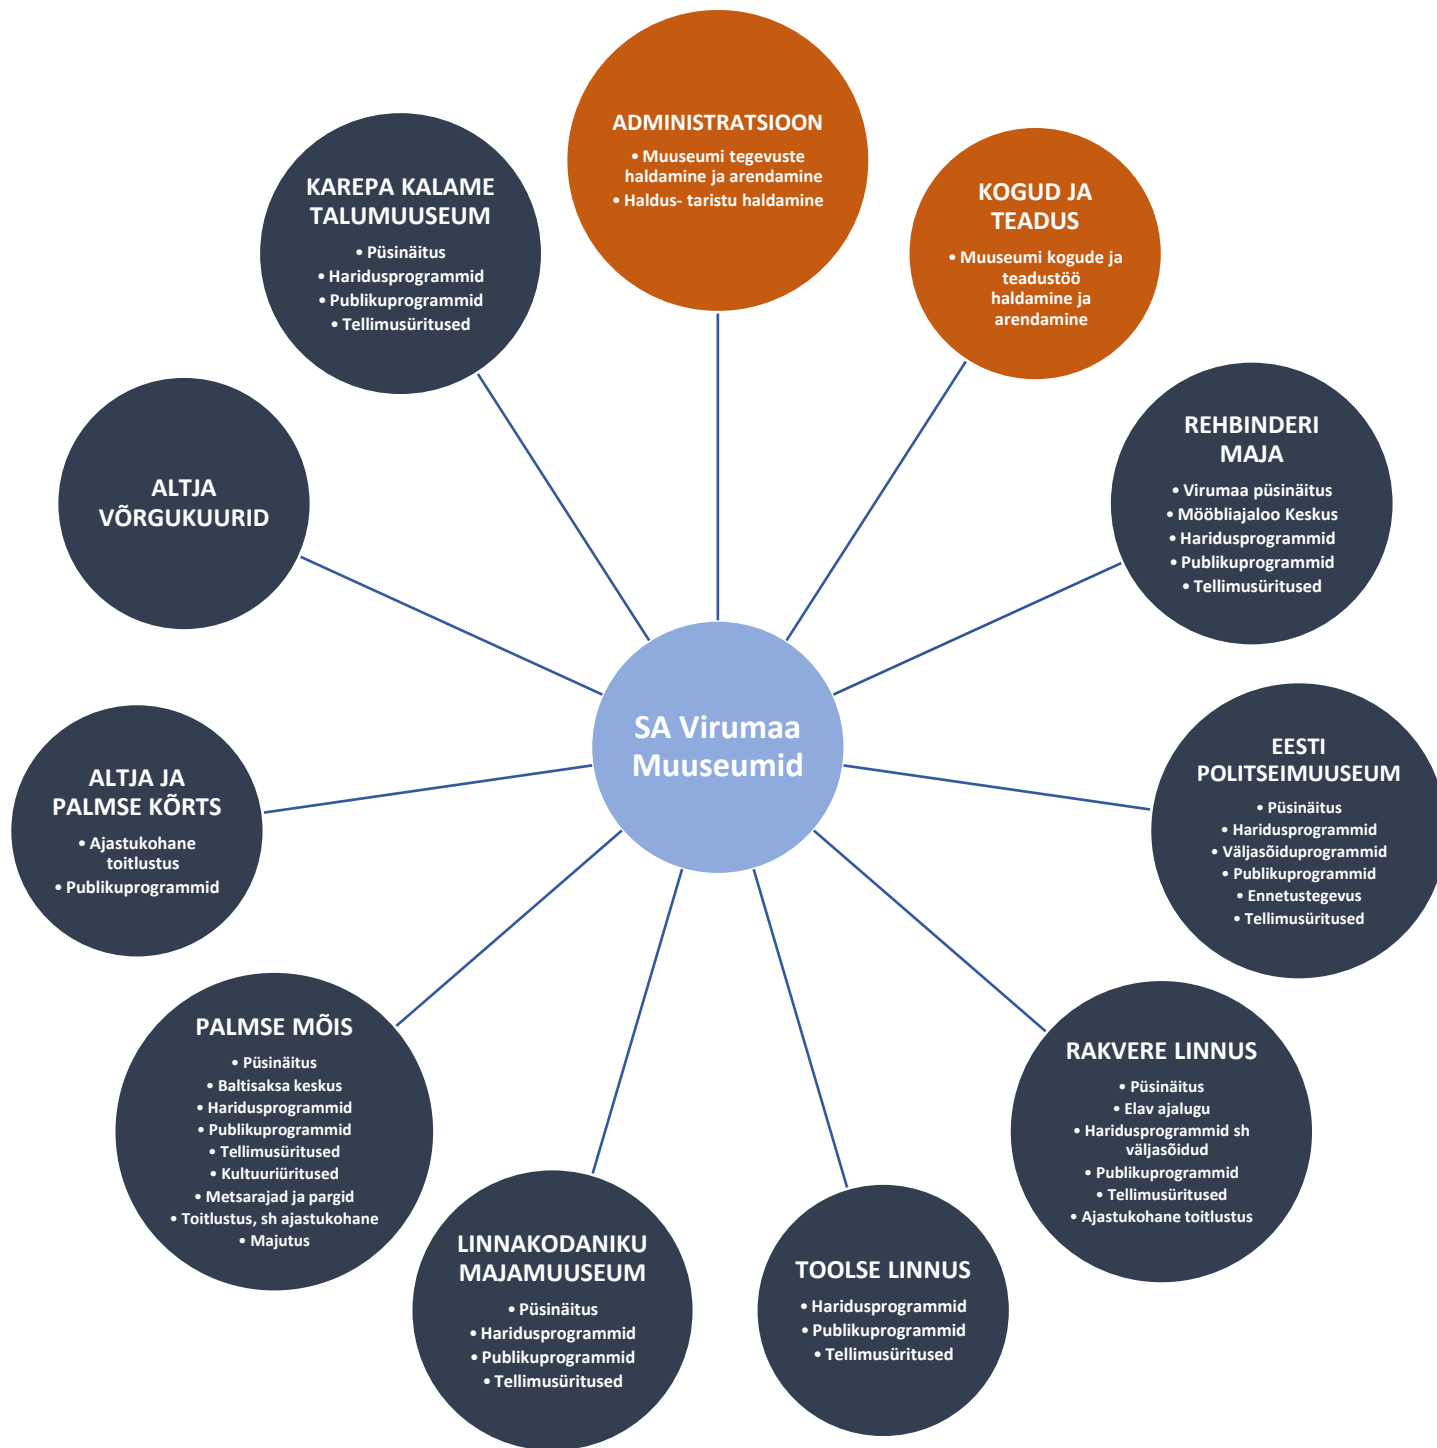 ADMINISTRATSIOON
• Muuseumi tegevuste
haldamine ja arendamine
• Haldus- taristu haldamine
KOGUD JA
TEADUS
• Muuseumi kogude ja
teadustöö
haldamine ja
arendamine
REHBINDERI
MAJA
• Virumaa püsinäitus
• Mööbliajaloo Keskus
• Haridusprogrammid
• Publikuprogrammid
• Tellimusüritused
EESTI
POLITSEIMUUSEUM
• Püsinäitus
• Haridusprogrammid
• Väljasõiduprogrammid
• Publikuprogrammid
• Ennetustegevus
• Tellimusüritused
RAKVERE LINNUS
• Püsinäitus
• Elav ajalugu
• Haridusprogrammid sh
väljasõidud
• Publikuprogrammid
• Tellimusüritused
• Ajastukohane toitlustus
TOOLSE LINNUS
• Haridusprogrammid
• Publikuprogrammid
• Tellimusüritused
LINNAKODANIKU
MAJAMUUSEUM
• Püsinäitus
• Haridusprogrammid
• Publikuprogrammid
• Tellimusüritused
PALMSE MÕIS
• Püsinäitus
• Baltisaksa keskus
• Haridusprogrammid
• Publikuprogrammid
• Tellimusüritused
• Kultuuriüritused
• Metsarajad ja pargid
• Toitlustus, sh ajastukohane
• Majutus
ALTJA JA
PALMSE KÕRTS
• Ajastukohane
toitlustus
• Publikuprogrammid
ALTJA
VÕRGUKUURID
KAREPA KALAME
TALUMUUSEUM
• Püsinäitus
• Haridusprogrammid
• Publikuprogrammid
• Tellimusüritused
SA Virumaa
Muuseumid